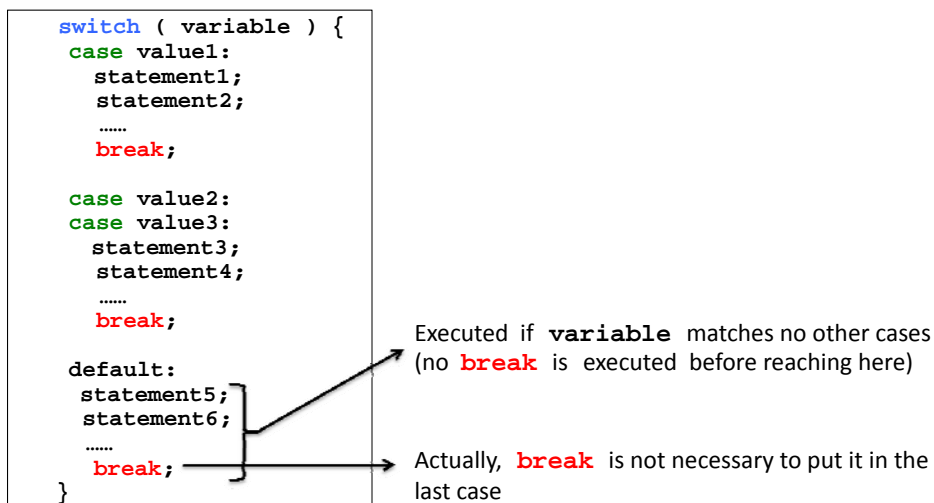 switch ( variable ) {
case value1:
statement1;
statement2;
……
break;
case value2:
case value3:
statement3;
statement4;
……
break;
default:
statement5;
statement6;
……
break;
}
Executed if variable matches no other cases
(no break is executed before reaching here)
Actually, break is not necessary to put it in the
last case